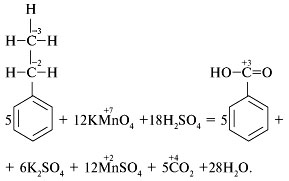 H
−3
H–C–H
−2 +3
H–C–H HO–C=O
5 + 12KMnO₄ +18H₂SO₄ = 5 +
+7
+ 6K₂SO₄ + 12MnSO₄ + 5CO₂ +28H₂O.
+2 +4